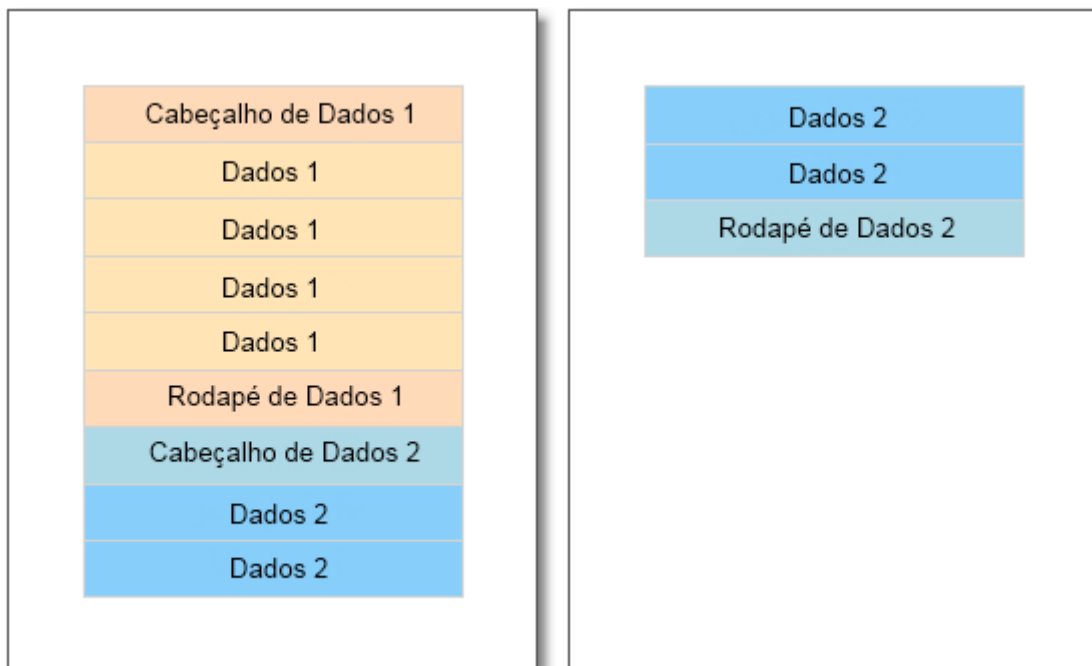 Cabeçalho de Dados 1
Dados 1
Dados 1
Dados 1
Dados 1
Rodapé de Dados 1
Cabeçalho de Dados 2
Dados 2
Dados 2
Dados 2
Dados 2
Rodapé de Dados 2